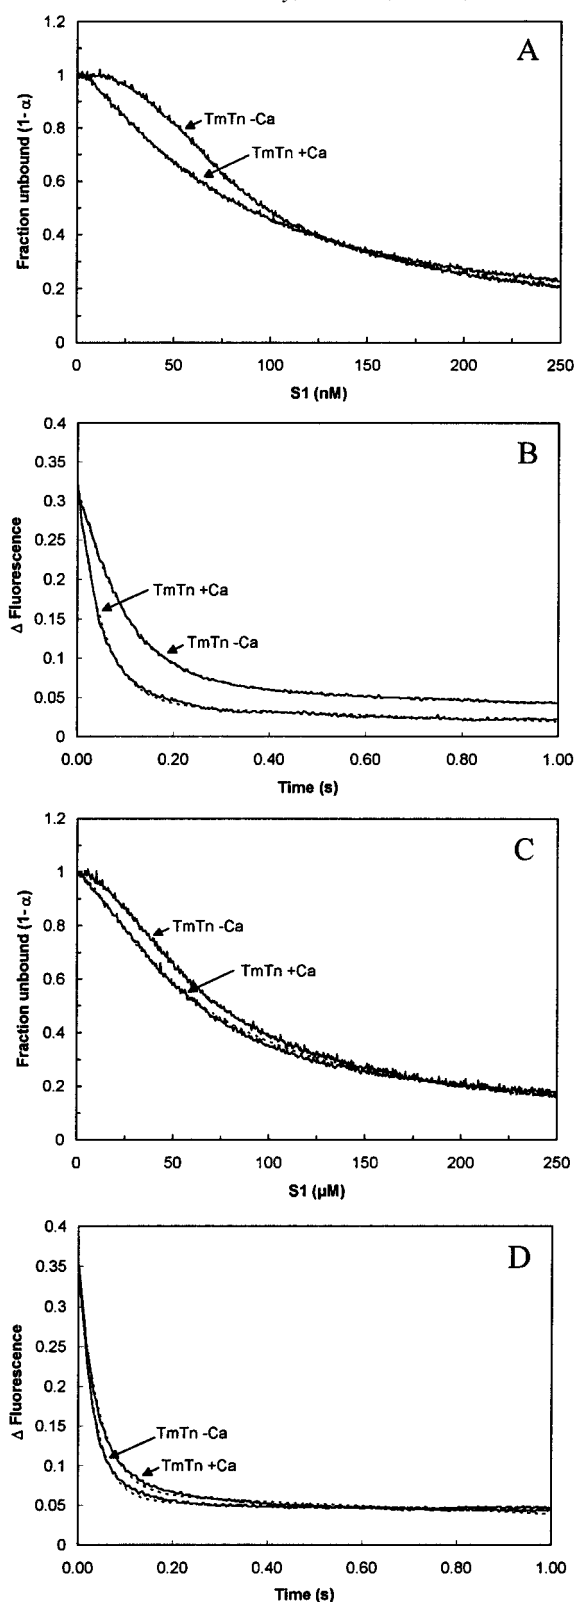 1.2
A
1
TmTn -Ca
0.8
TmTn +Ca
0.6
0.4
0.2
0
Fraction unbound (1-α)
0 50 100 150 200 250
S1 (nM)
0.4
B
0.35
0.3
0.25
0.2
TmTn +Ca
0.15
TmTn -Ca
0.1
0.05
0
Δ Fluorescence
0.00 0.20 0.40 0.60 0.80 1.00
Time (s)
1.2
C
1
TmTn -Ca
0.8
TmTn +Ca
0.6
0.4
0.2
0
Fraction unbound (1-α)
0 50 100 150 200 250
S1 (µM)
0.4
D
0.35
0.3
0.25
0.2
0.15
TmTn -Ca
TmTn +Ca
0.1
0.05
0
Δ Fluorescence
0.00 0.20 0.40 0.60 0.80 1.00
Time (s)